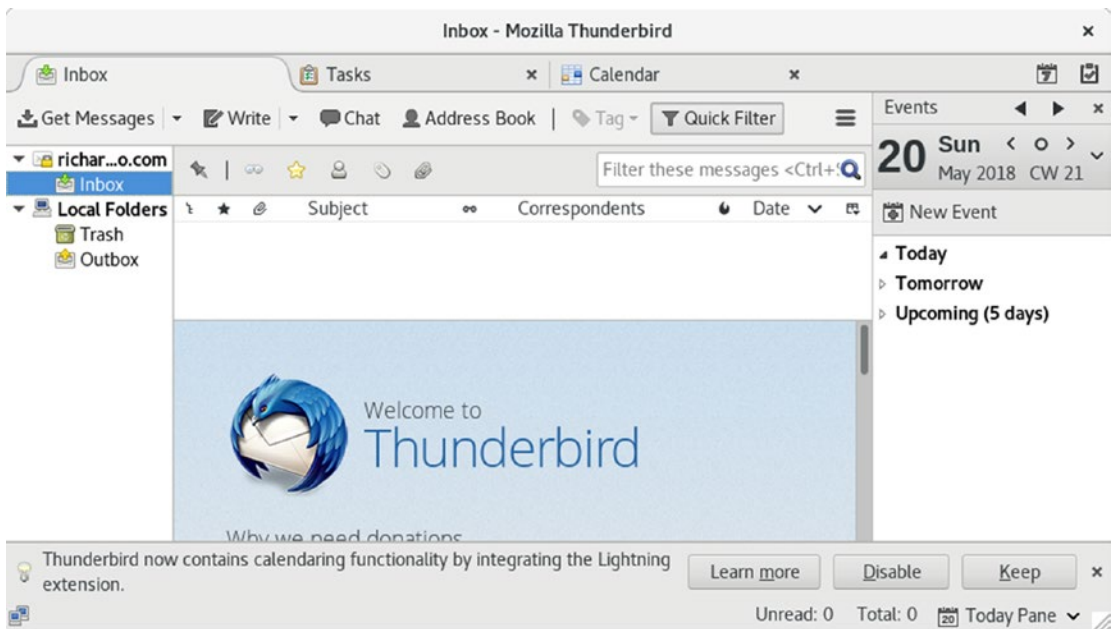 Inbox - Mozilla Thunderbird
Inbox Tasks Calendar
Get Messages Write Chat Address Book Tag Quick Filter
Events
20 Sun
May 2018 CW 21
New Event
Today
Tomorrow
Upcoming (5 days)
richar...o.com
Inbox
Local Folders
Trash
Outbox
Filter these messages <Ctrl+
Subject Correspondents Date
Welcome to
Thunderbird
Why we need donations
Thunderbird now contains calendaring functionality by integrating the Lightning
extension.
Learn more Disable Keep
Unread: 0 Total: 0 20 Today Pane